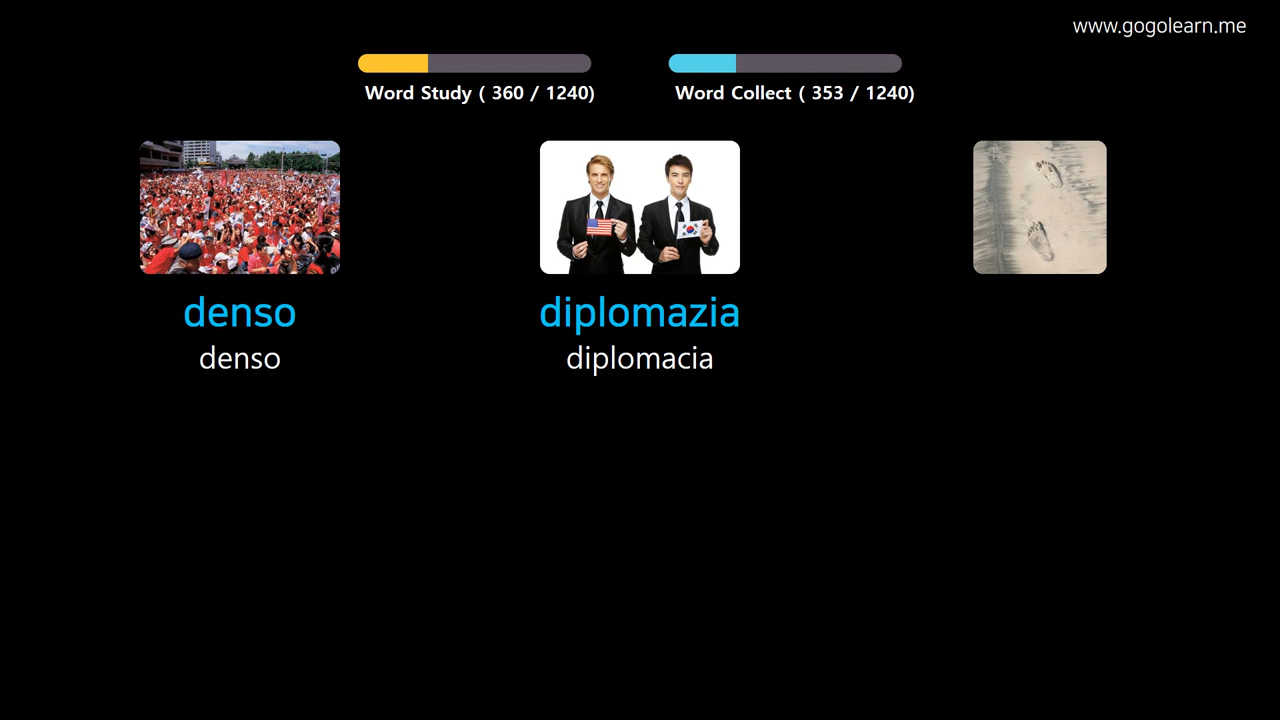 www.gogolearn.me
Word Study ( 360 / 1240)
Word Collect ( 353 / 1240)
denso
diplomazia
denso
diplomacia